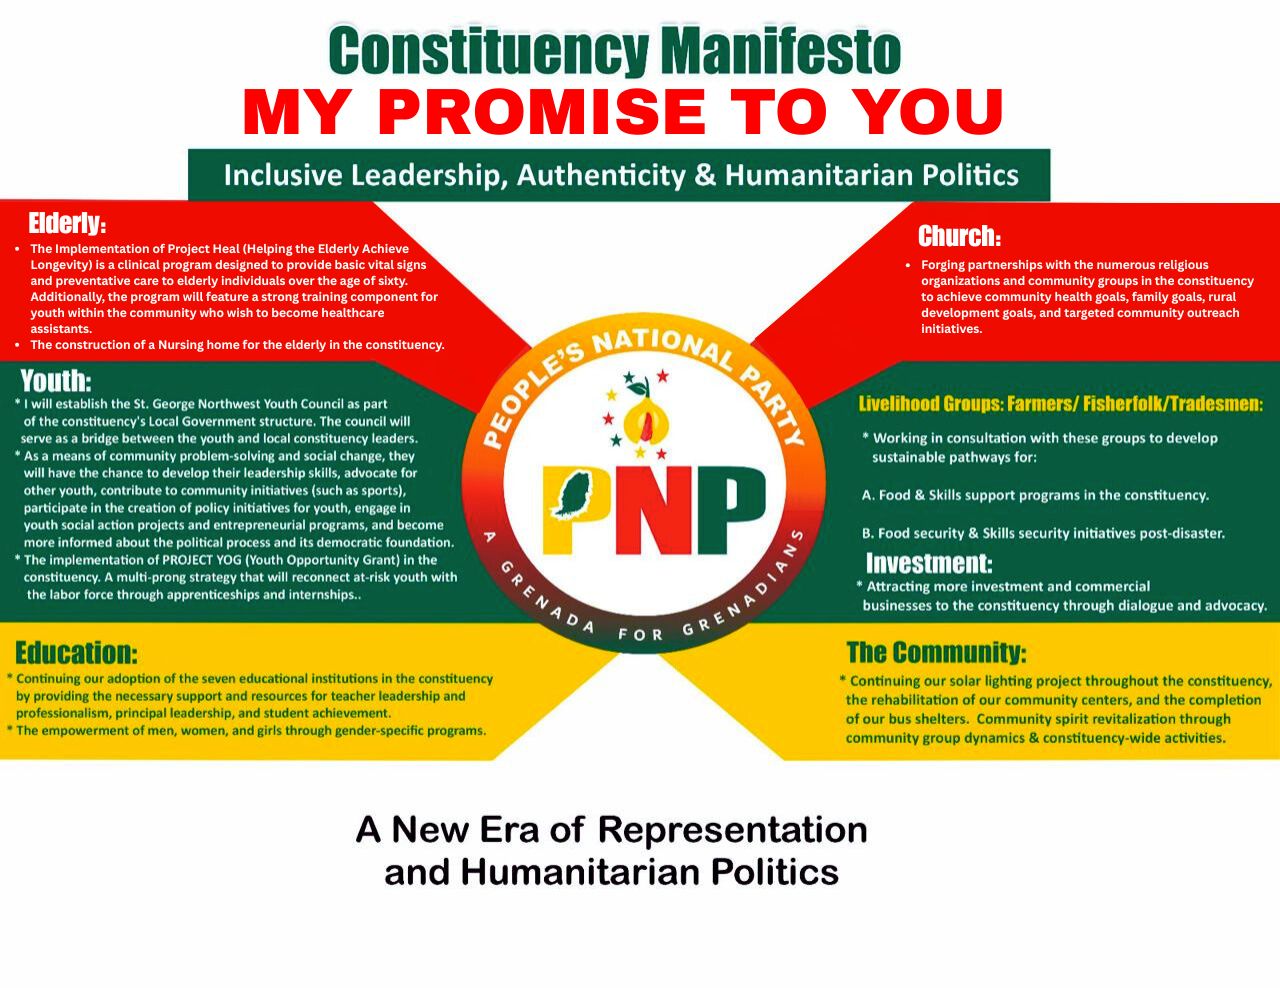 Constituency Manifesto
MY PROMISE TO YOU
Inclusive Leadership, Authenticity & Humanitarian Politics
Elderly:
• The Implementation of Project Heal (Helping the Elderly Achieve
Longevity) is a clinical program designed to provide basic vital signs
and preventative care to elderly individuals over the age of sixty.
Additionally, the program will feature a strong training component for
youth within the community who wish to become healthcare
assistants.
• The construction of a Nursing home for the elderly in the constituency.
Youth:
* I will establish the St. George Northwest Youth Council as part
of the constituency's Local Government structure. The council will
serve as a bridge between the youth and local constituency leaders.
* As a means of community problem-solving and social change, they
will have the chance to develop their leadership skills, advocate for
other youth, contribute to community initiatives (such as sports),
participate in the creation of policy initiatives for youth, engage in
youth social action projects and entrepreneurial programs, and become
more informed about the political process and its democratic foundation.
* The implementation of PROJECT YOG (Youth Opportunity Grant) in the
constituency. A multi-prong strategy that will reconnect at-risk youth with
the labor force through apprenticeships and internships..
Education:
* Continuing our adoption of the seven educational institutions in the constituency
by providing the necessary support and resources for teacher leadership and
professionalism, principal leadership, and student achievement.
* The empowerment of men, women, and girls through gender-specific programs.
PEOPLE'S NATIONAL PARTY
PNP
A GRENADA FOR GRENADIANS
Church:
• Forging partnerships with the numerous religious
organizations and community groups in the constituency
to achieve community health goals, family goals, rural
development goals, and targeted community outreach
initiatives.
Livelihood Groups: Farmers/ Fisherfolk/Tradesmen:
* Working in consultation with these groups to develop
sustainable pathways for:
A. Food & Skills support programs in the constituency.
B. Food security & Skills security initiatives post-disaster.
Investment:
* Attracting more investment and commercial
businesses to the constituency through dialogue and advocacy.
The Community:
* Continuing our solar lighting project throughout the constituency,
the rehabilitation of our community centers, and the completion
of our bus shelters. Community spirit revitalization through
community group dynamics & constituency-wide activities.
A New Era of Representation
and Humanitarian Politics